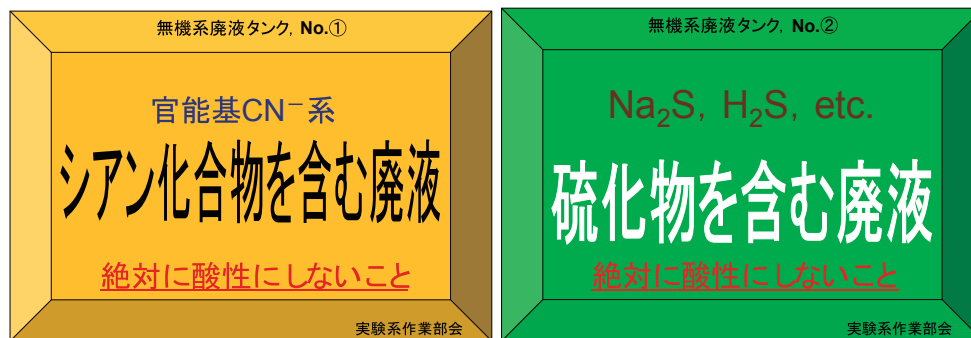 無機系廃液タンク, No.①
官能基CN⁻系
シアン化合物を含む廃液
絶対に酸性にしないこと
実験系作業部会
無機系廃液タンク, No.②
Na₂S, H₂S, etc.
硫化物を含む廃液
絶対に酸性にしないこと
実験系作業部会